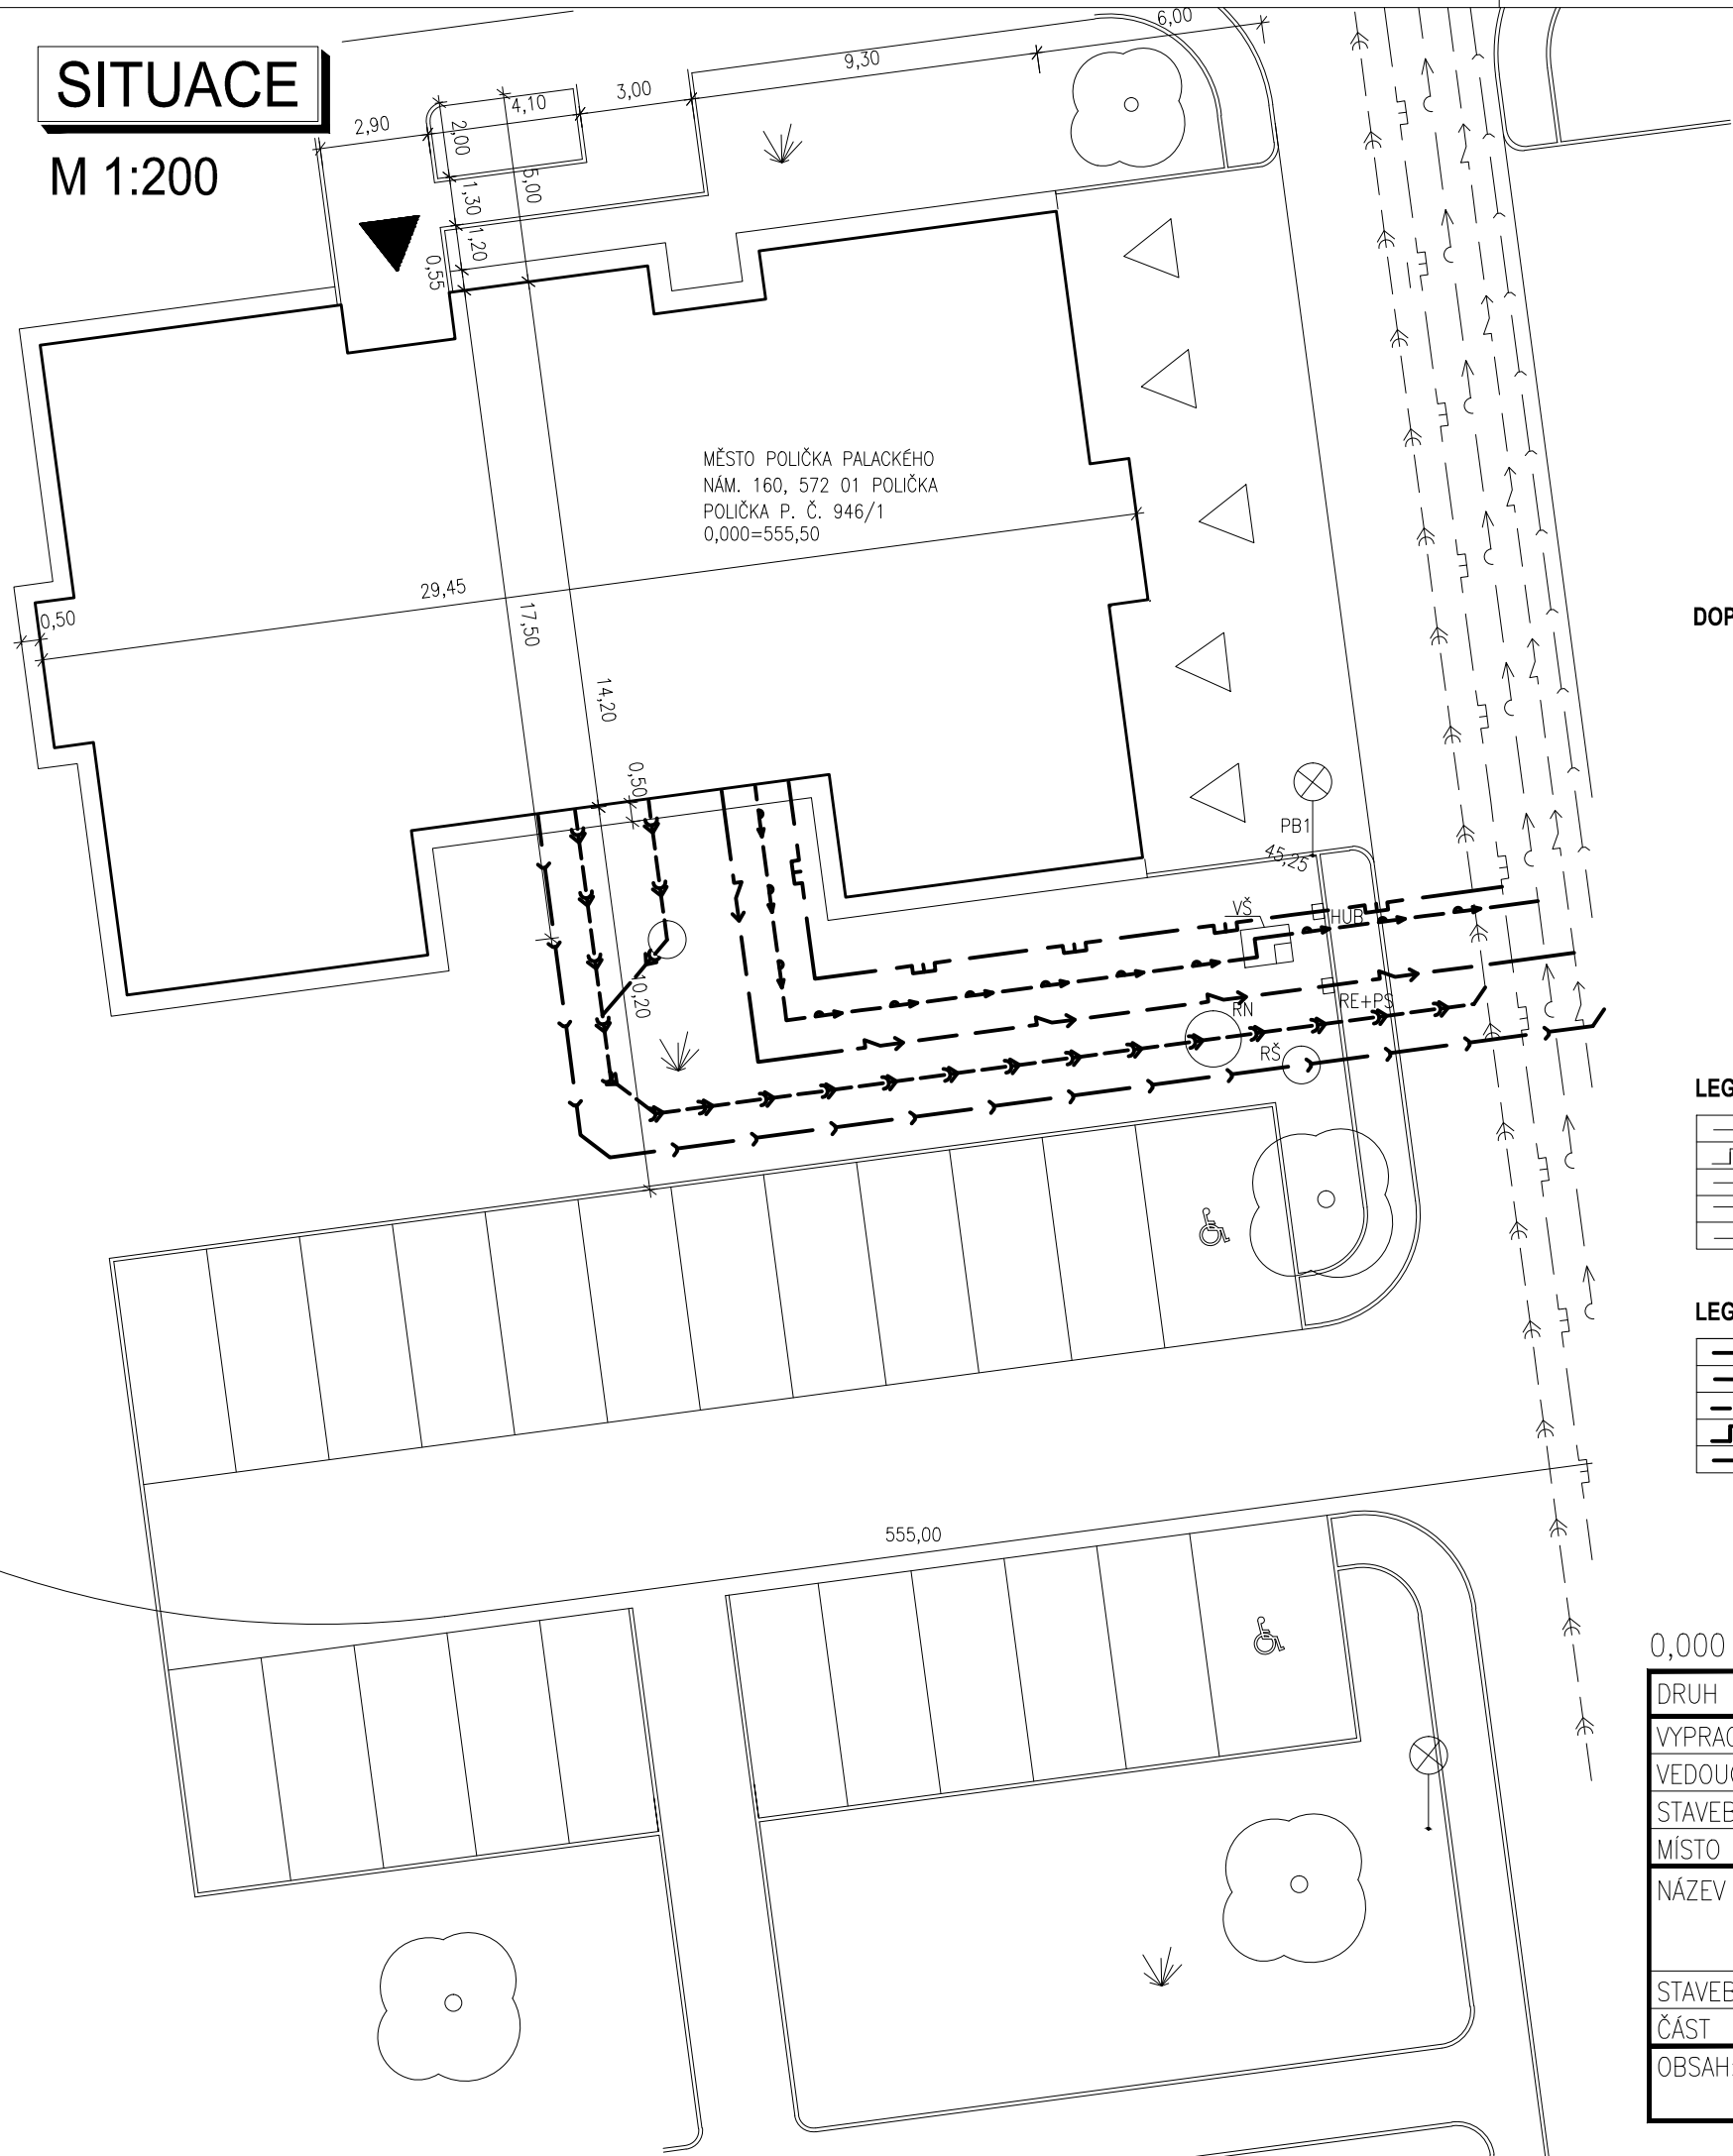 SITUACE
M 1:200
6,00
9,30
3,00
4,10
2,90
2,00
5,00
1,30
1,20
0,55
MĚSTO POLIČKA PALACKÉHO
NÁM. 160, 572 01 POLIČKA
POLIČKA P. Č. 946/1
0,000=555,50
29,45
0,50
17,50
14,20
0,50
DOP
PB1
45,25
VŠ
HUB
10,20
RE+PS
RN
RŠ
LEG
LEG
555,00
0,000
DRUH
VYPRAC
VEDOUC
STAVEB
MÍSTO
NÁZEV
STAVEB
ČÁST
OBSAH: